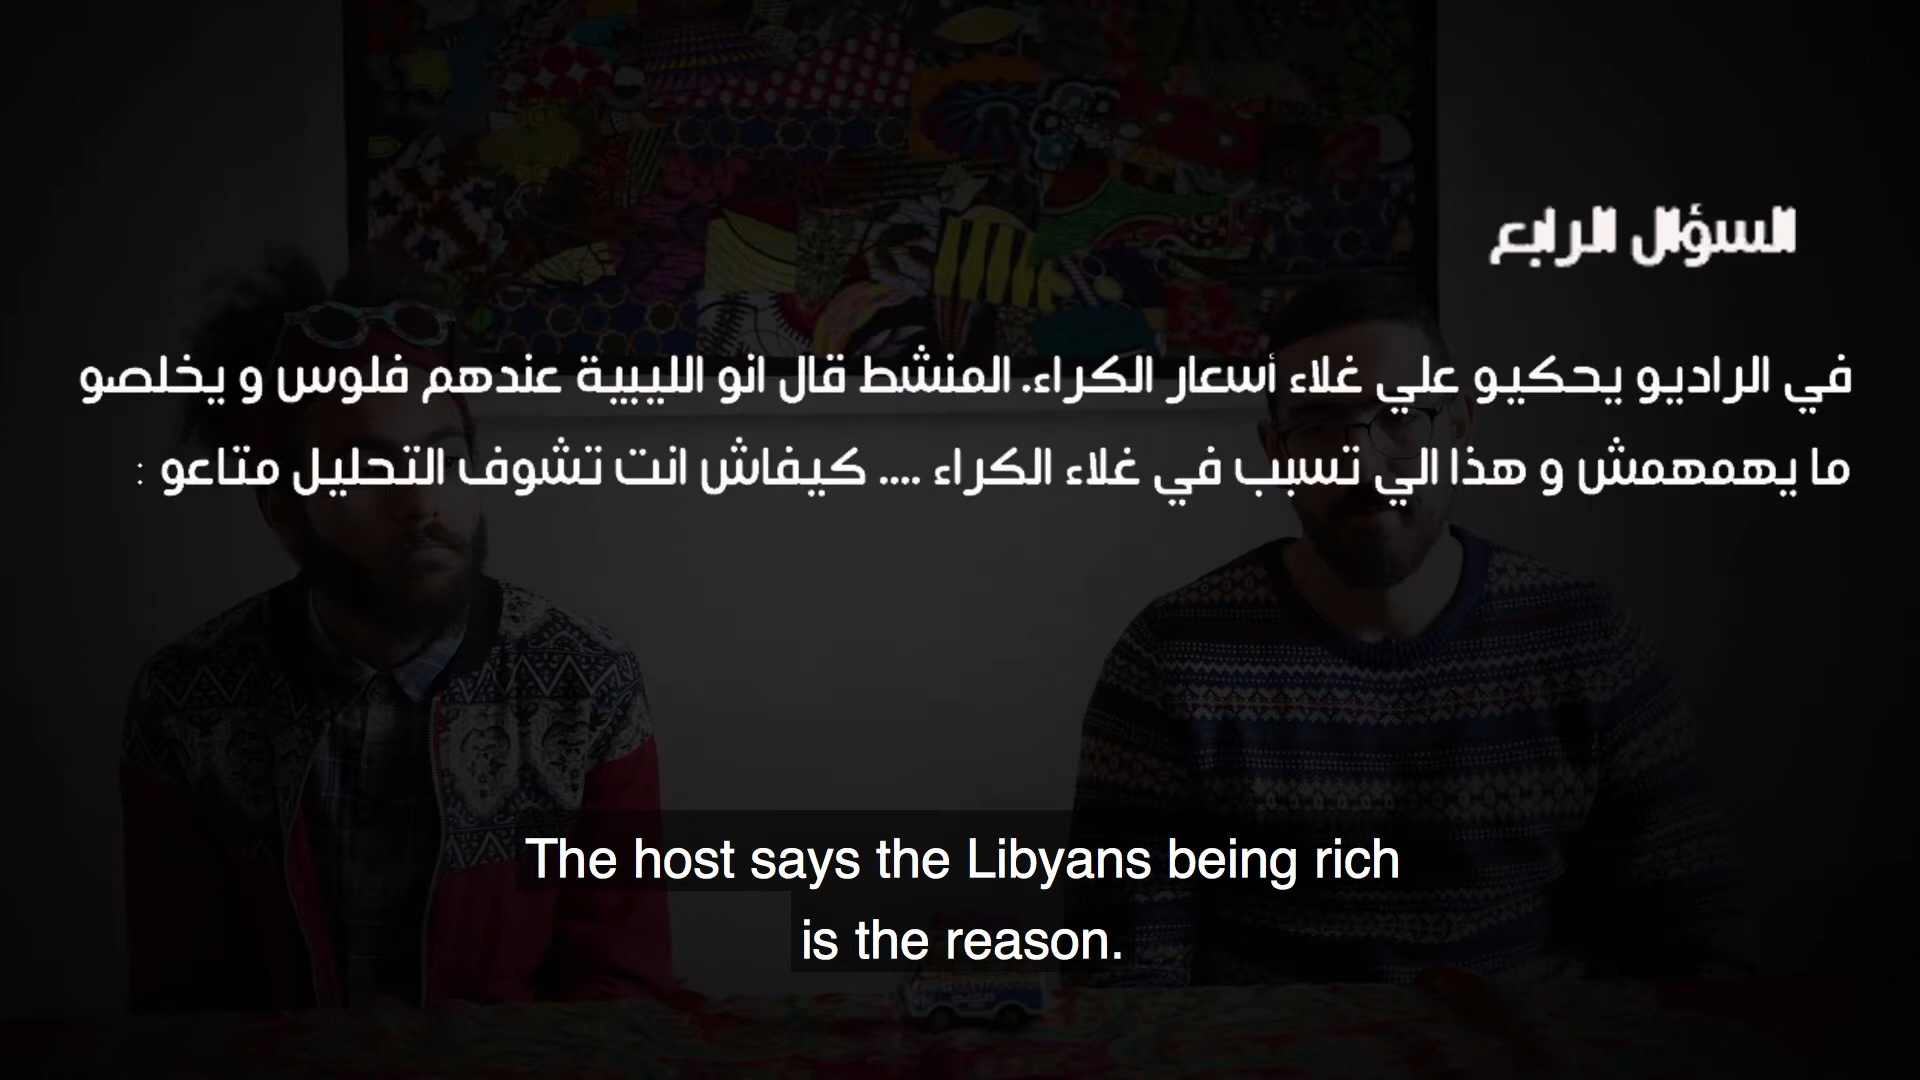 السؤال الرابع
في الراديو يحكيو علي غلاء أسعار الكراء. المنشط قال انو الليبية عندهم فلوس و يخلصو
ما يهمهمش و هذا الي تسبب في غلاء الكراء .... كيفاش انت تشوف التحليل متاعو :
The host says the Libyans being rich
is the reason.